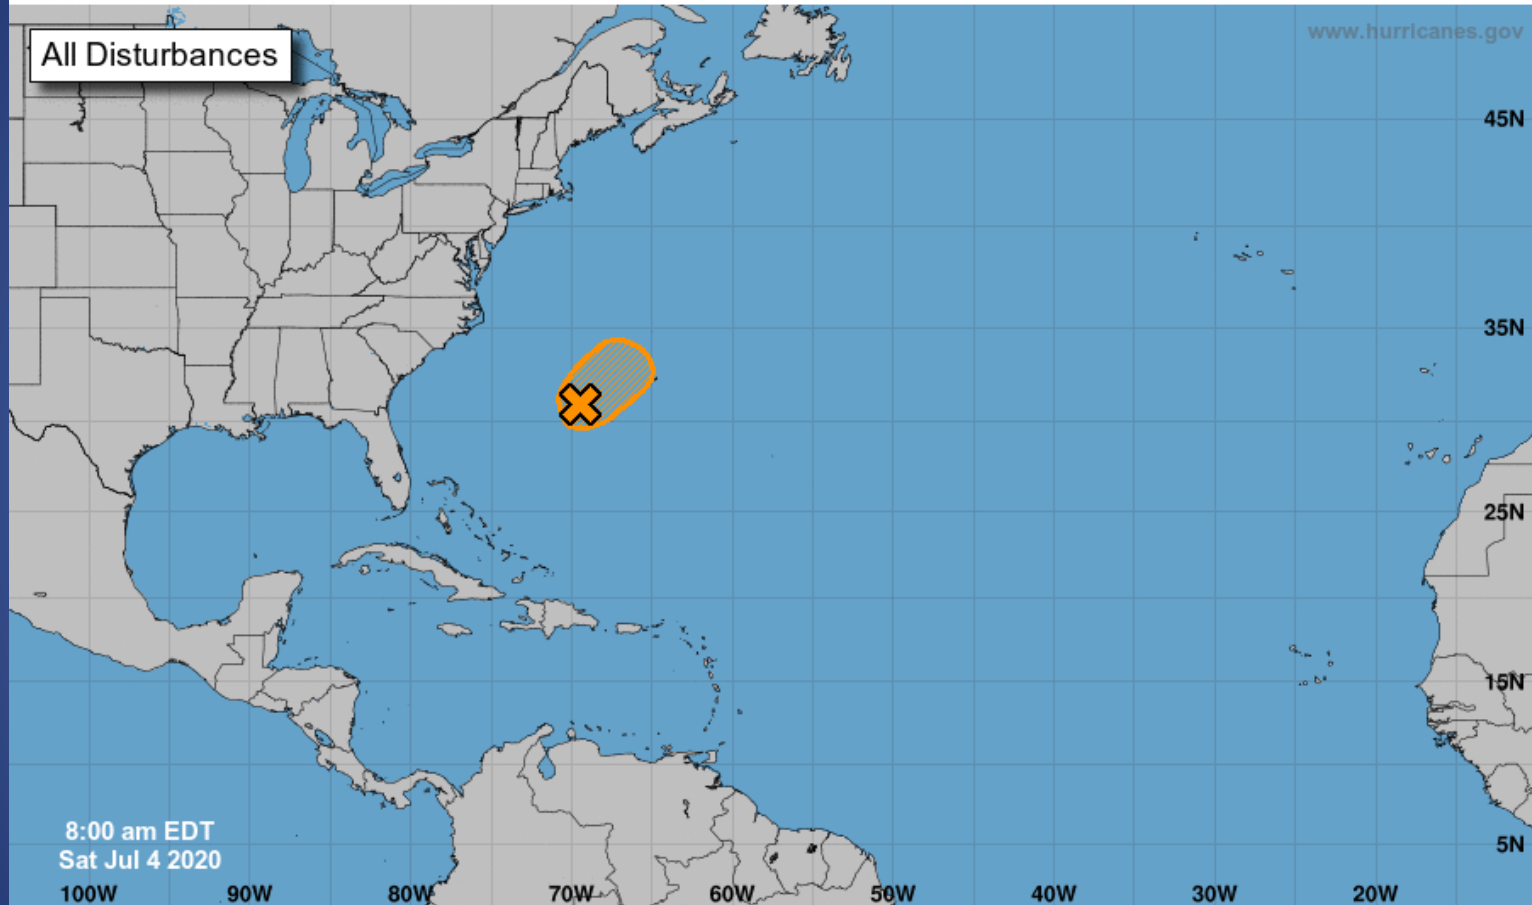 All Disturbances
www.hurricanes.gov
45N
35N
25N
15N
5N
8:00 am EDT
Sat Jul 4 2020
100W 90W 80W 70W 60W 50W 40W 30W 20W